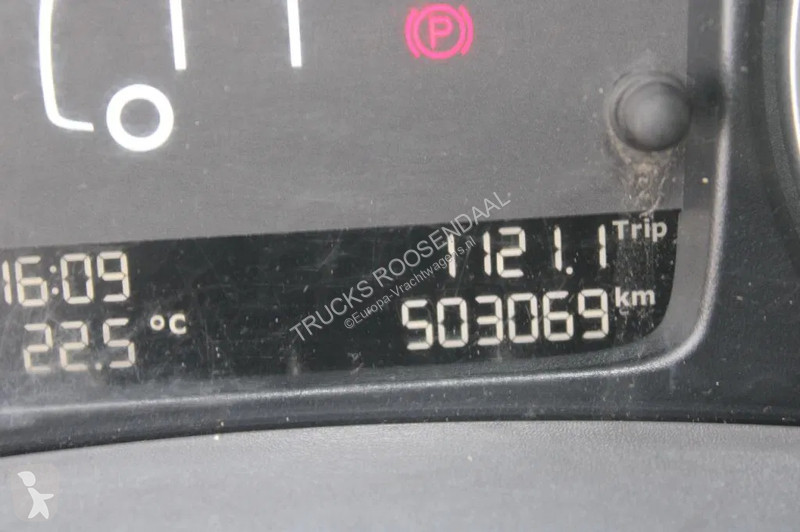 P
1121.1 Trip
16:09
503069 km
22.5 °C
TRUCKS ROOSENDAAL
©Europa-Vrachtwagens.nl